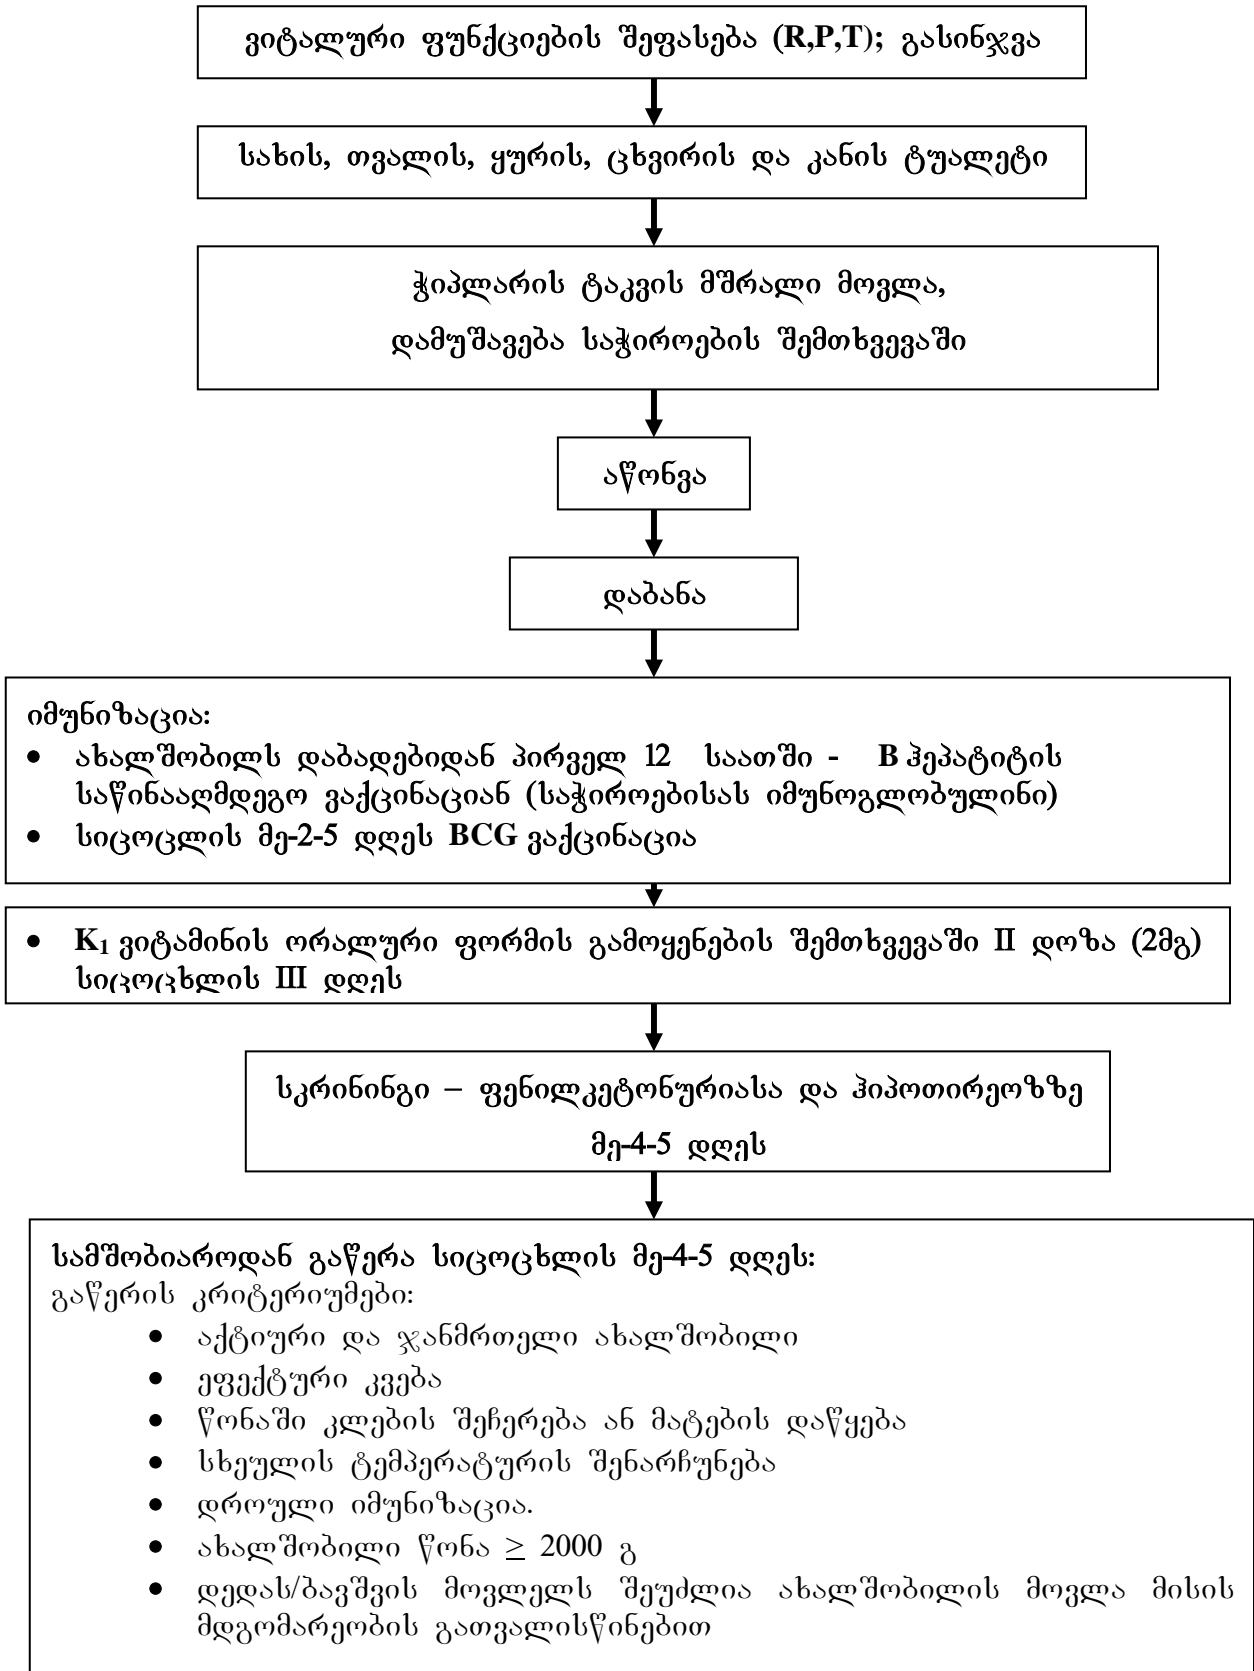 ვიტალური ფუნქციების შეფასება (R,P,T); გასინჯვა
სახის, თვალის, ყურის, ცხვირის და კანის ტუალეტი
ჭიპლარის ტაკვის მშრალი მოვლა,
დამუშავება საჭიროების შემთხვევაში
აწონვა
დაბანა
იმუნიზაცია:
• ახალშობილს დაბადებიდან პირველ 12 საათში - B ჰეპატიტის
საწინააღმდეგო ვაქცინაციან (საჭიროებისას იმუნოგლობულინი)
• სიცოცლის მე-2-5 დღეს BCG ვაქცინაცია
• K₁ ვიტამინის ორალური ფორმის გამოყენების შემთხვევაში II დოზა (2მგ)
სიცოცხლის III დღეს
სკრინინგი – ფენილკეტონურიასა და ჰიპოთირეოზზე
მე-4-5 დღეს
სამშობიაროდან გაწერა სიცოცხლის მე-4-5 დღეს:
გაწერის კრიტერიუმები:
• აქტიური და ჯანმრთელი ახალშობილი
• ეფექტური კვება
• წონაში კლების შეჩერება ან მატების დაწყება
• სხეულის ტემპერატურის შენარჩუნება
• დროული იმუნიზაცია.
• ახალშობილი წონა ≥ 2000 გ
• დედას/ბავშვის მოვლელს შეუძლია ახალშობილის მოვლა მისის
მდგომარეობის გათვალისწინებით